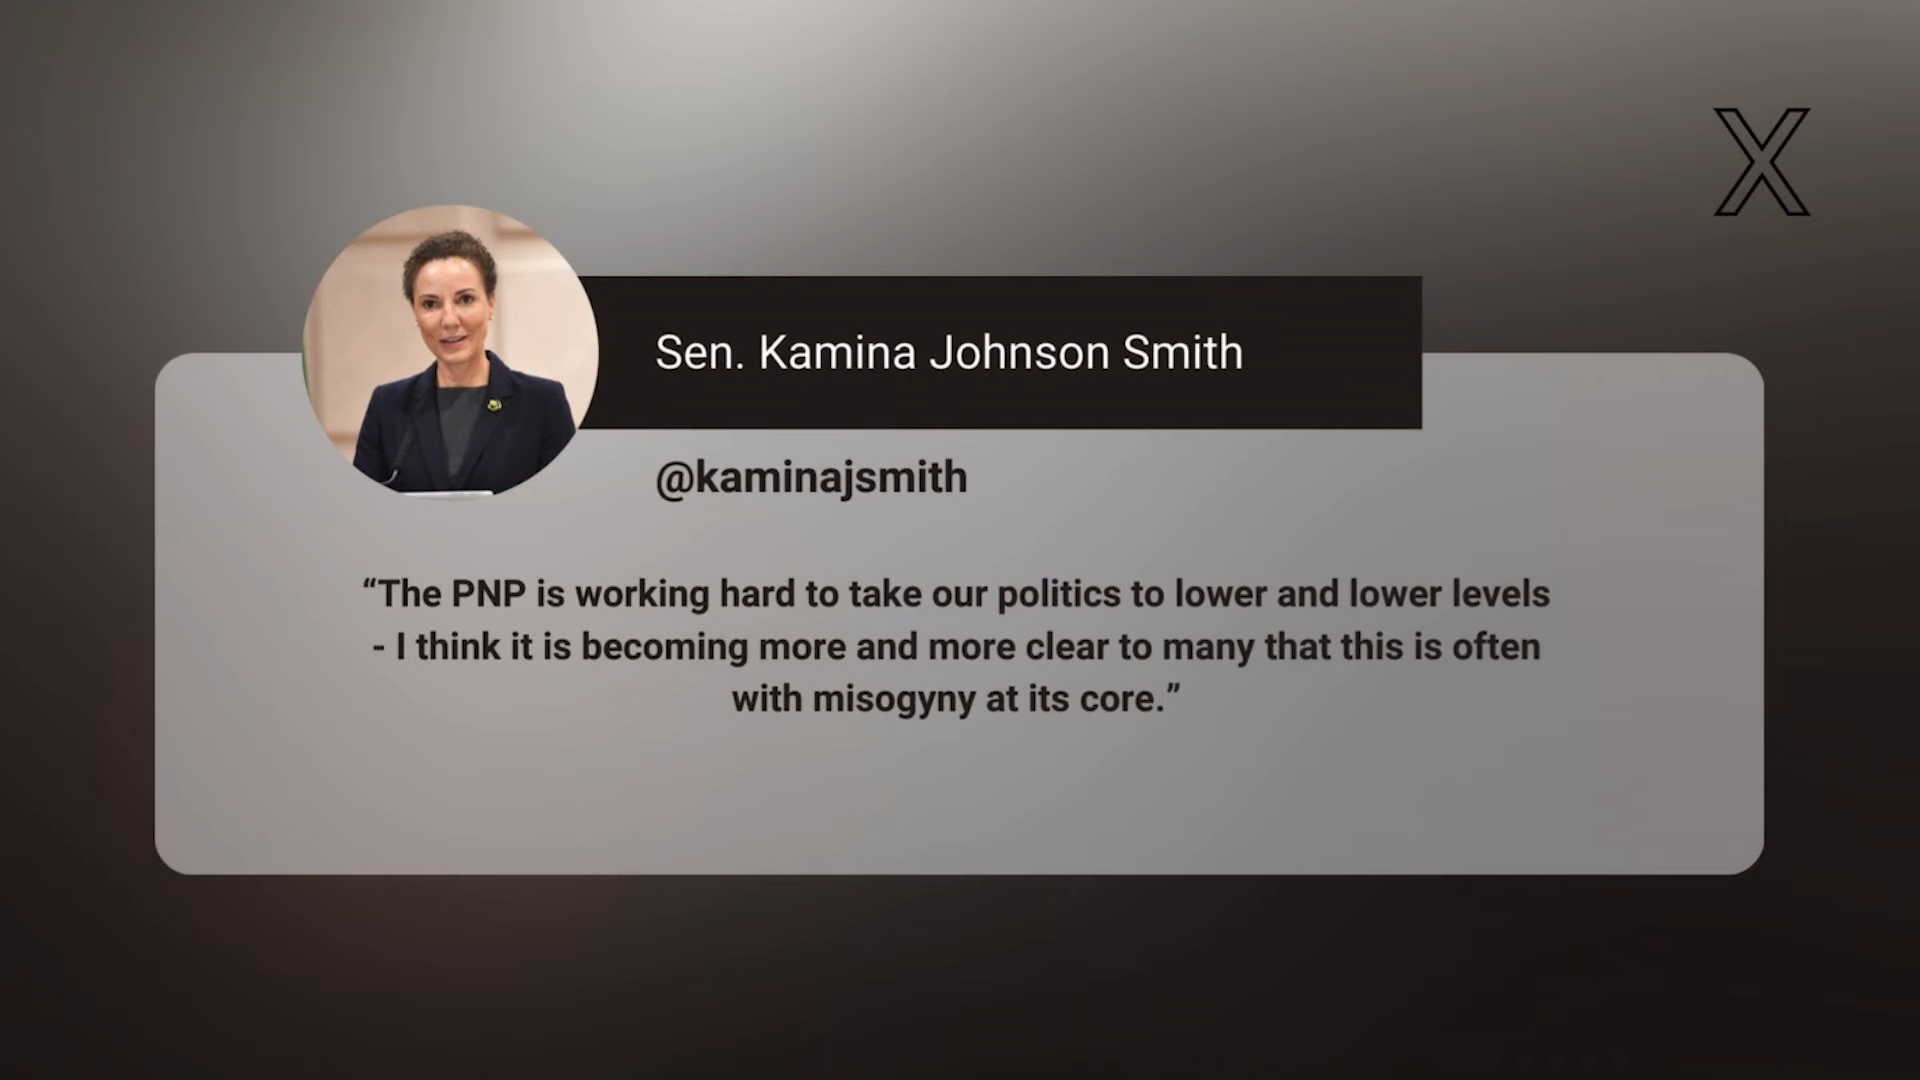 X
Sen. Kamina Johnson Smith
@kaminajsmith
“The PNP is working hard to take our politics to lower and lower levels
- I think it is becoming more and more clear to many that this is often
with misogyny at its core.”